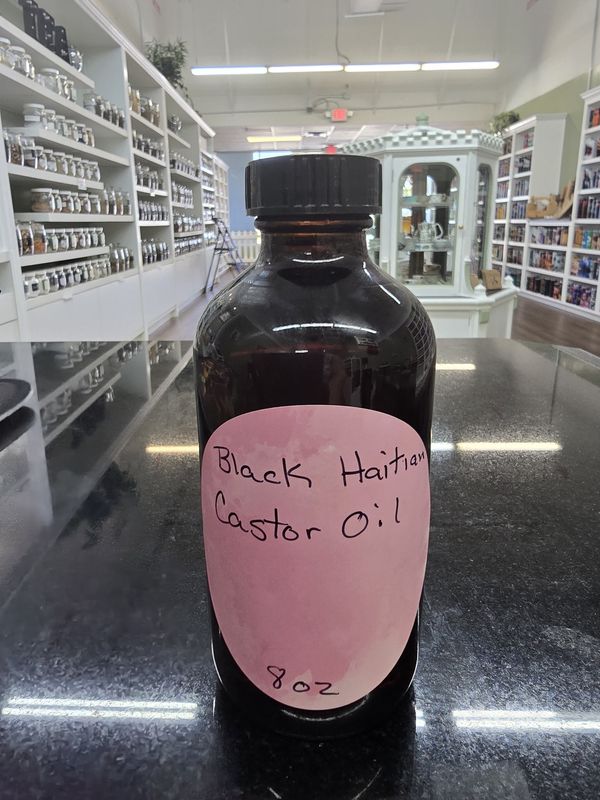 Black Haitian
Castor Oil
8oz